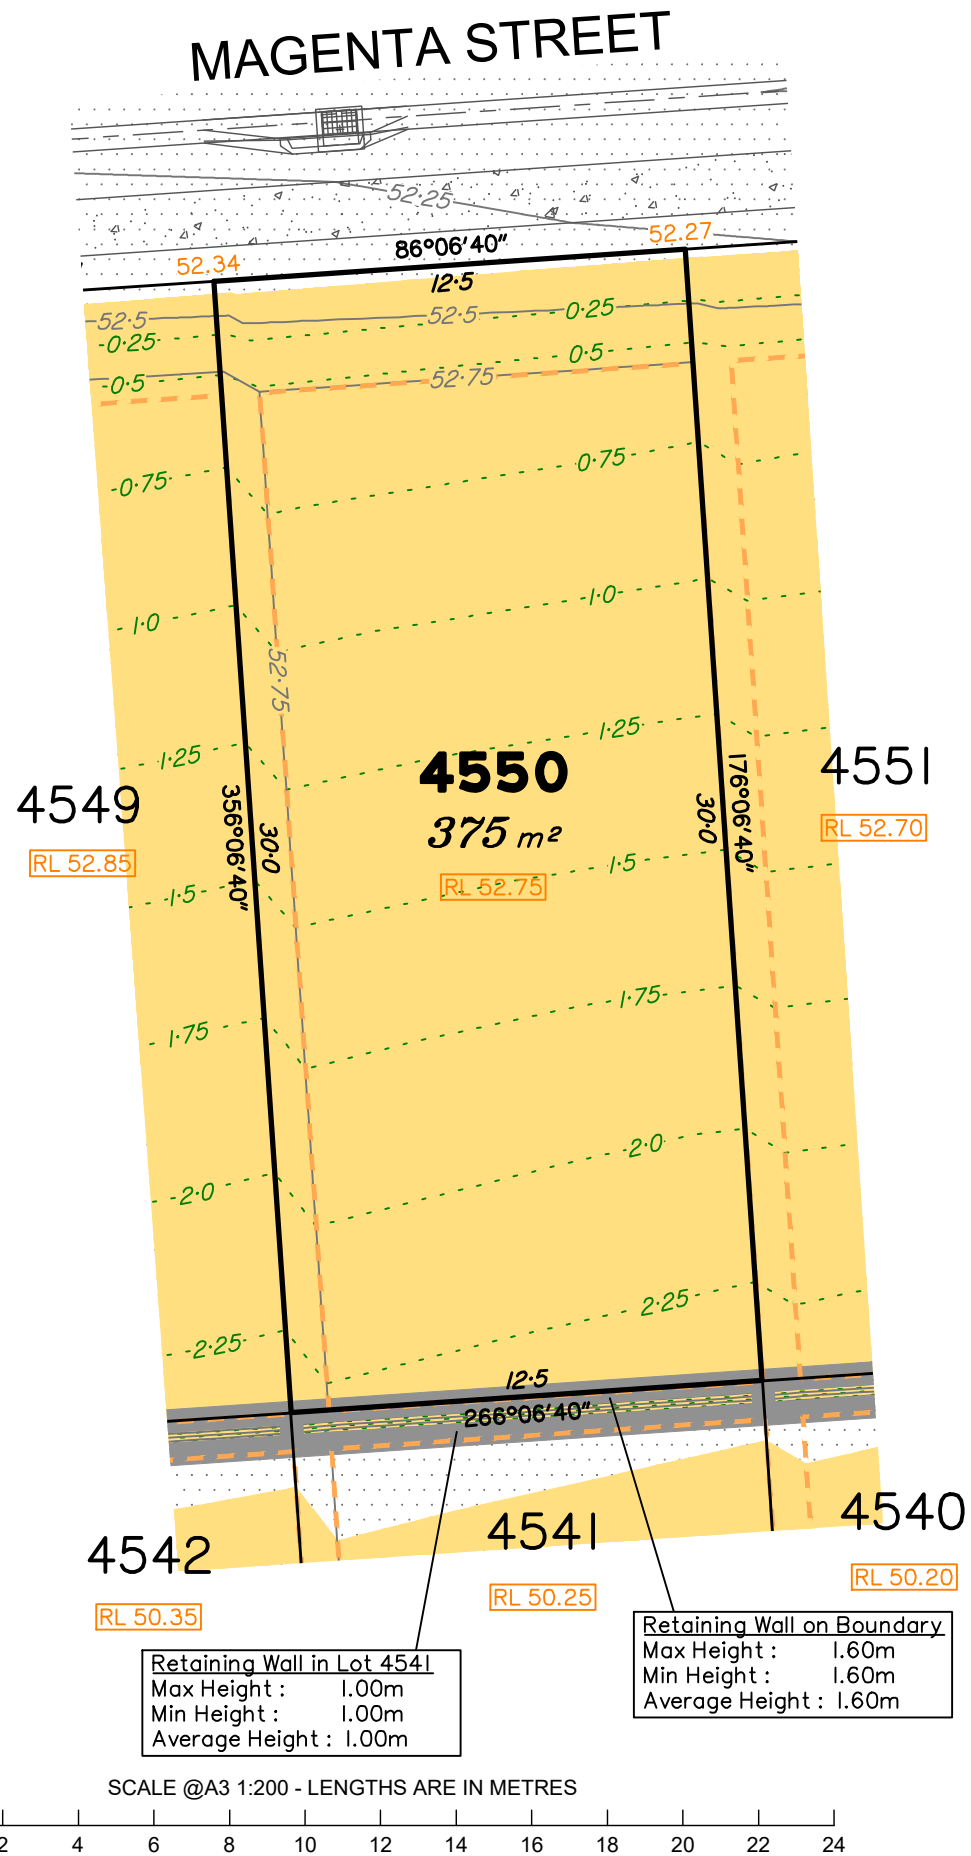 MAGENTA STREET
52·25
52.27
86°06'40"
52.34
12·5
52·5
52·5
0·25
0·25
0·5
0·5
52·75
0·75
0·75
1·0
1·0
52·75
1·25
1·25
4550
375 m²
RL 52.75
4549
RL 52.85
4551
RL 52.70
356°06'40"
30·0
30·0
176°06'40"
1·5
1·5
1·75
1·75
2·0
2·0
2·25
2·25
12·5
266°06'40"
4542
RL 50.35
4541
RL 50.25
4540
RL 50.20
Retaining Wall in Lot 4541
Max Height : 1.00m
Min Height : 1.00m
Average Height : 1.00m
Retaining Wall on Boundary
Max Height : 1.60m
Min Height : 1.60m
Average Height : 1.60m
SCALE @A3 1:200 - LENGTHS ARE IN METRES
2 4 6 8 10 12 14 16 18 20 22 24